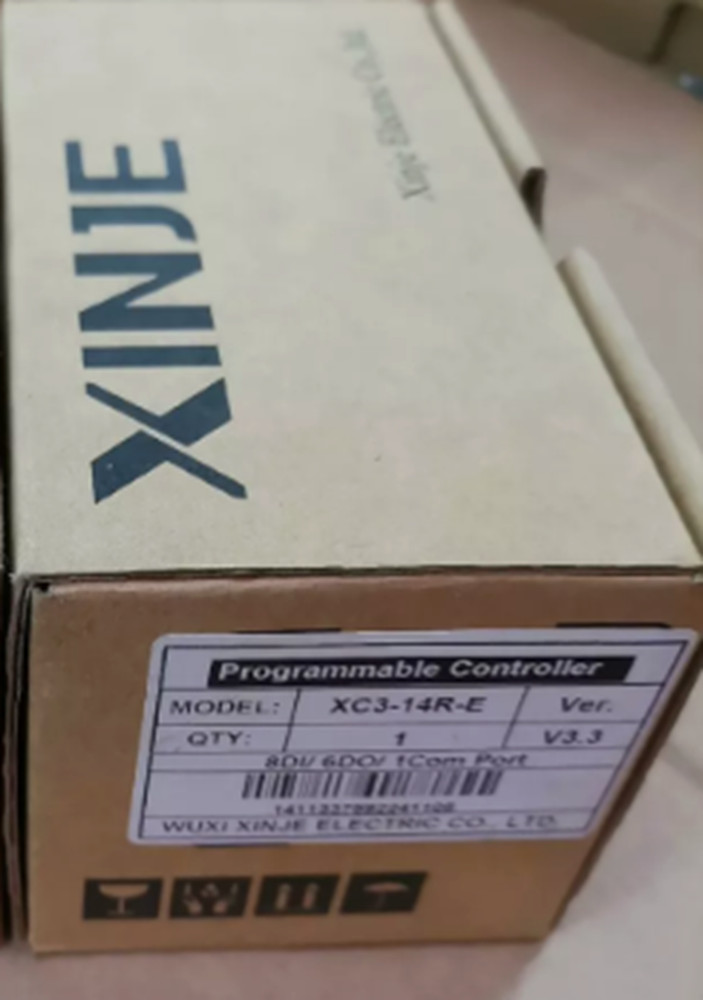 XINJE
Xinje Electric Co., Ltd.
Programmable Controller
MODEL: XC3-14R-E Ver.
QTY: 1 V3.3
8DI/ 6DO/ 1Com Port
WUXI XINJE ELECTRIC CO., LTD.